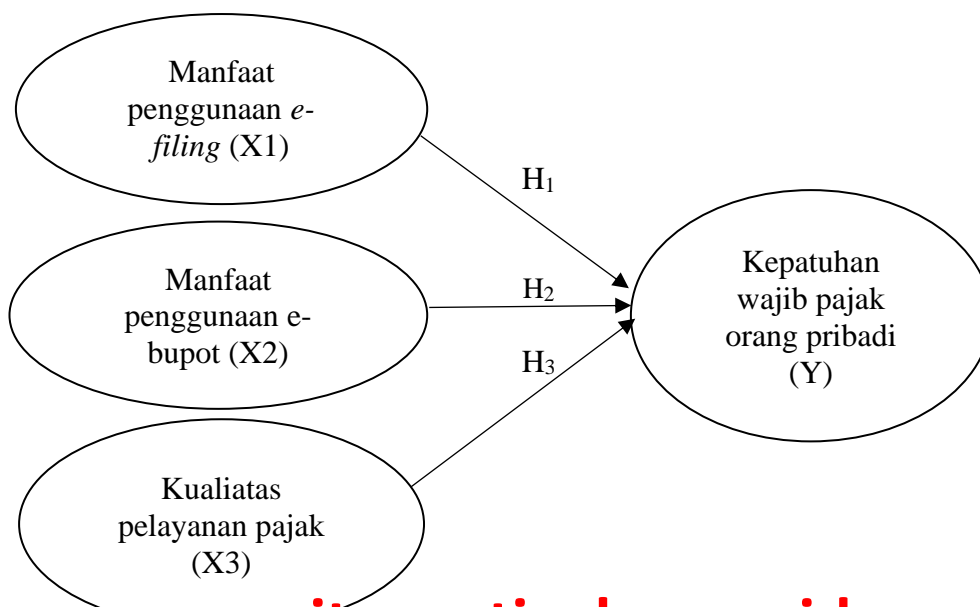 Manfaat
penggunaan e-
filing (X1)
H₁
Manfaat
penggunaan e-
bupot (X2)
H₂
Kepatuhan
wajib pajak
orang pribadi
(Y)
H₃
Kualiatas
pelayanan pajak
(X3)